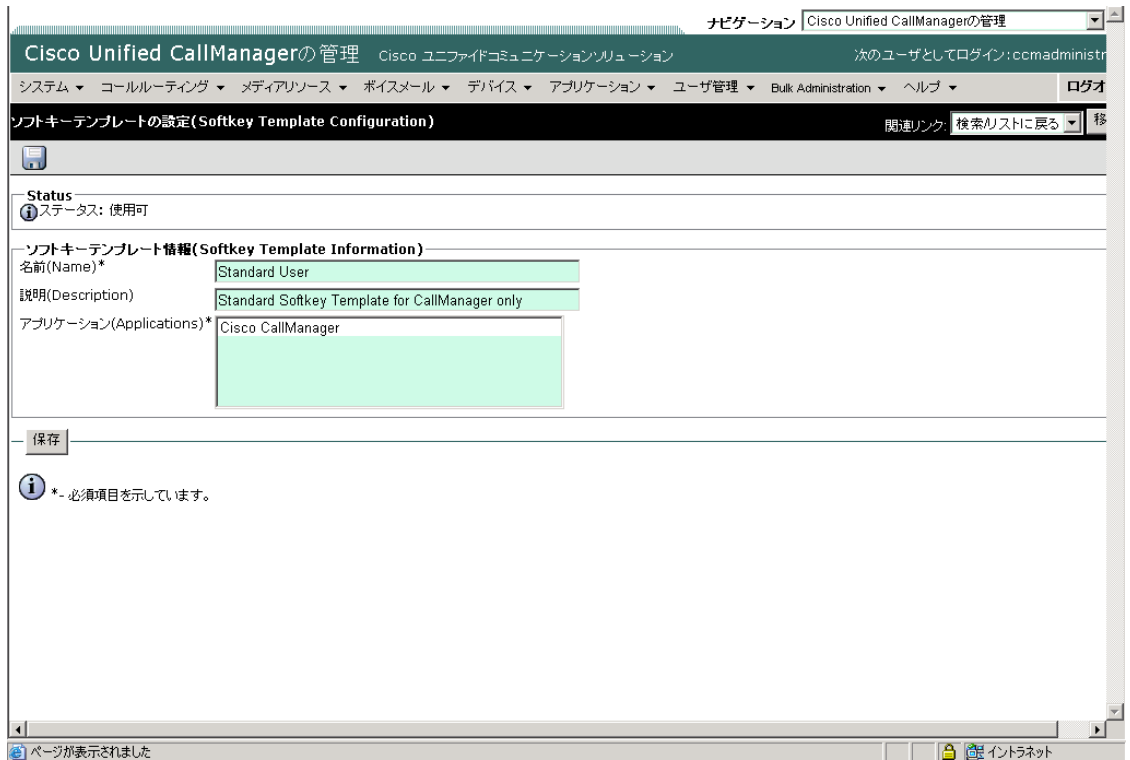 ナビゲーション Cisco Unified CallManagerの管理
Cisco Unified CallManagerの管理 Cisco ユニファイドコミュニケーションソリューション 次のユーザとしてログイン:ccmadministr
システム コールルーティング メディアリソース ボイスメール デバイス アプリケーション ユーザ管理 Bulk Administration ヘルプ ログオ
ソフトキーテンプレートの設定(Softkey Template Configuration) 関連リンク: 検索/リストに戻る 移
Status
ステータス: 使用可
ソフトキーテンプレート情報(Softkey Template Information)
名前(Name)* Standard User
説明(Description) Standard Softkey Template for CallManager only
アプリケーション(Applications)* Cisco CallManager
保存
*- 必須項目を示しています。
ページが表示されました イントラネット